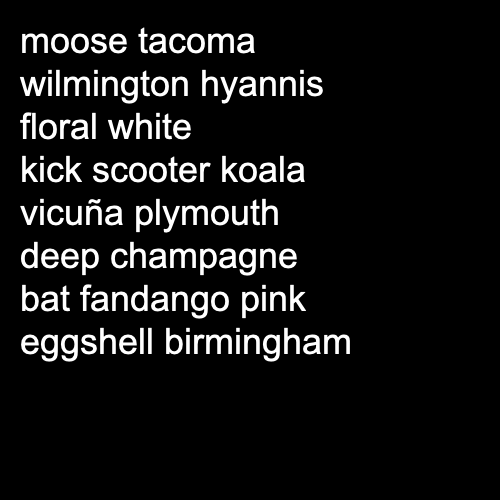 moose tacoma
wilmington hyannis
floral white
kick scooter koala
vicuña plymouth
deep champagne
bat fandango pink
eggshell birmingham